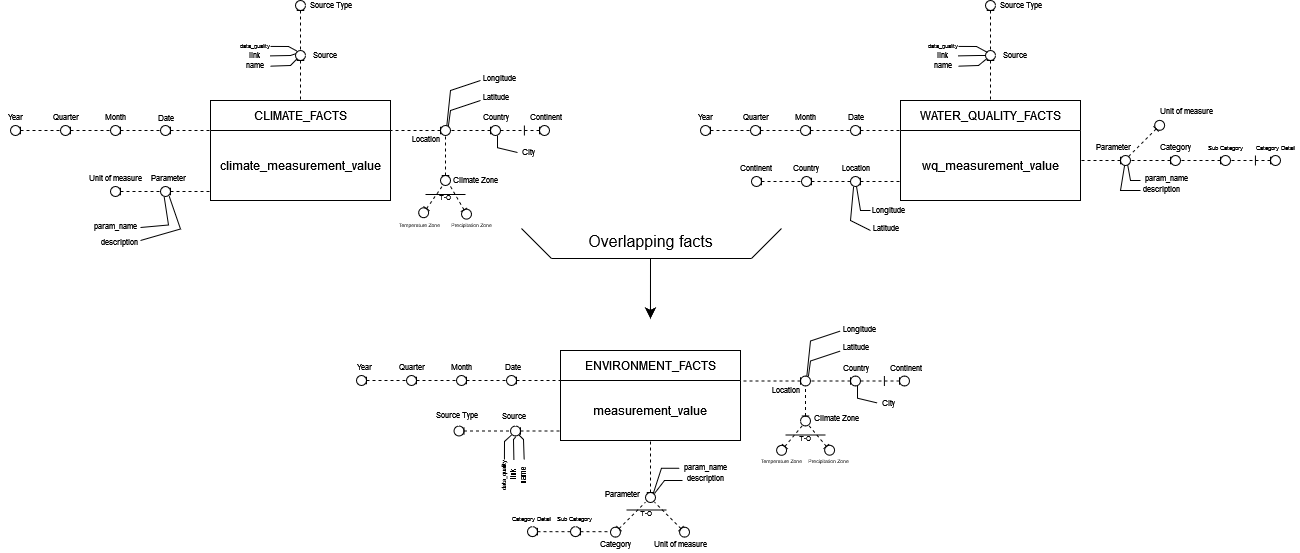 Source Type
data_quality
link
name
Source
Year
Quarter
Month
Date
CLIMATE_FACTS
climate_measurement_value
Longitude
Latitude
Location
Country
Continent
City
Climate Zone
T-O
Temperature Zone
Precipitation Zone
Unit of measure
Parameter
param_name
description
Source Type
data_quality
link
name
Source
Year
Quarter
Month
Date
WATER_QUALITY_FACTS
wq_measurement_value
Unit of measure
Parameter
Category
Sub Category
Category Detail
param_name
description
Continent
Country
Location
Longitude
Latitude
Overlapping facts
Year
Quarter
Month
Date
ENVIRONMENT_FACTS
measurement_value
Longitude
Latitude
Location
Country
Continent
City
Climate Zone
T-O
Temperature Zone
Precipitation Zone
Source Type
Source
data_quality
link
name
Parameter
param_name
description
T-O
Category Detail
Sub Category
Category
Unit of measure